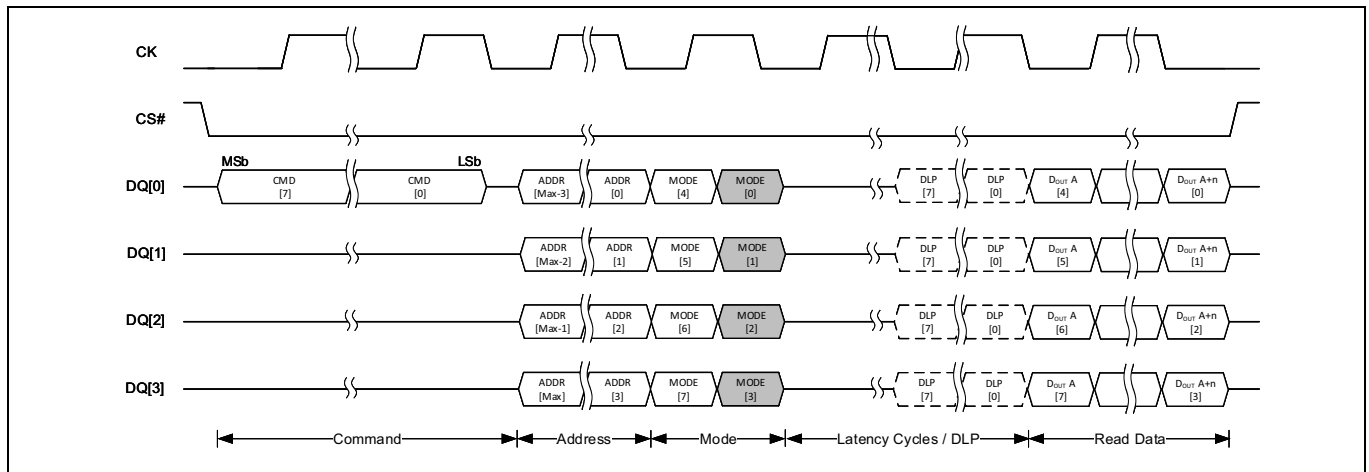 CK
CS#
MSb LSb
DQ[0] CMD CMD ADDR ADDR MODE MODE DLP DLP DOUT A DOUT A+n
[7] [0] [Max-3] [0] [4] [0] [7] [0] [4] [0]
DQ[1] ADDR ADDR MODE MODE DLP DLP DOUT A DOUT A+n
[Max-2] [1] [5] [1] [7] [0] [5] [1]
DQ[2] ADDR ADDR MODE MODE DLP DLP DOUT A DOUT A+n
[Max-1] [2] [6] [2] [7] [0] [6] [2]
DQ[3] ADDR ADDR MODE MODE DLP DLP DOUT A DOUT A+n
[Max] [3] [7] [3] [7] [0] [7] [3]
Command Address Mode Latency Cycles / DLP Read Data